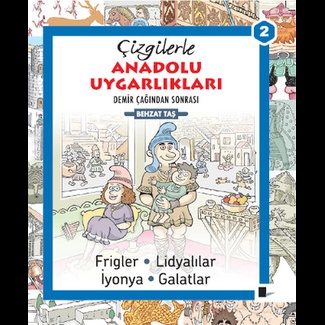 2
Çizgilerle
ANADOLU
UYGARLIKLARI
DEMİR ÇAĞINDAN SONRASI
BEHZAT TAŞ
Frigler • Lidyalılar
İyonya • Galatlar